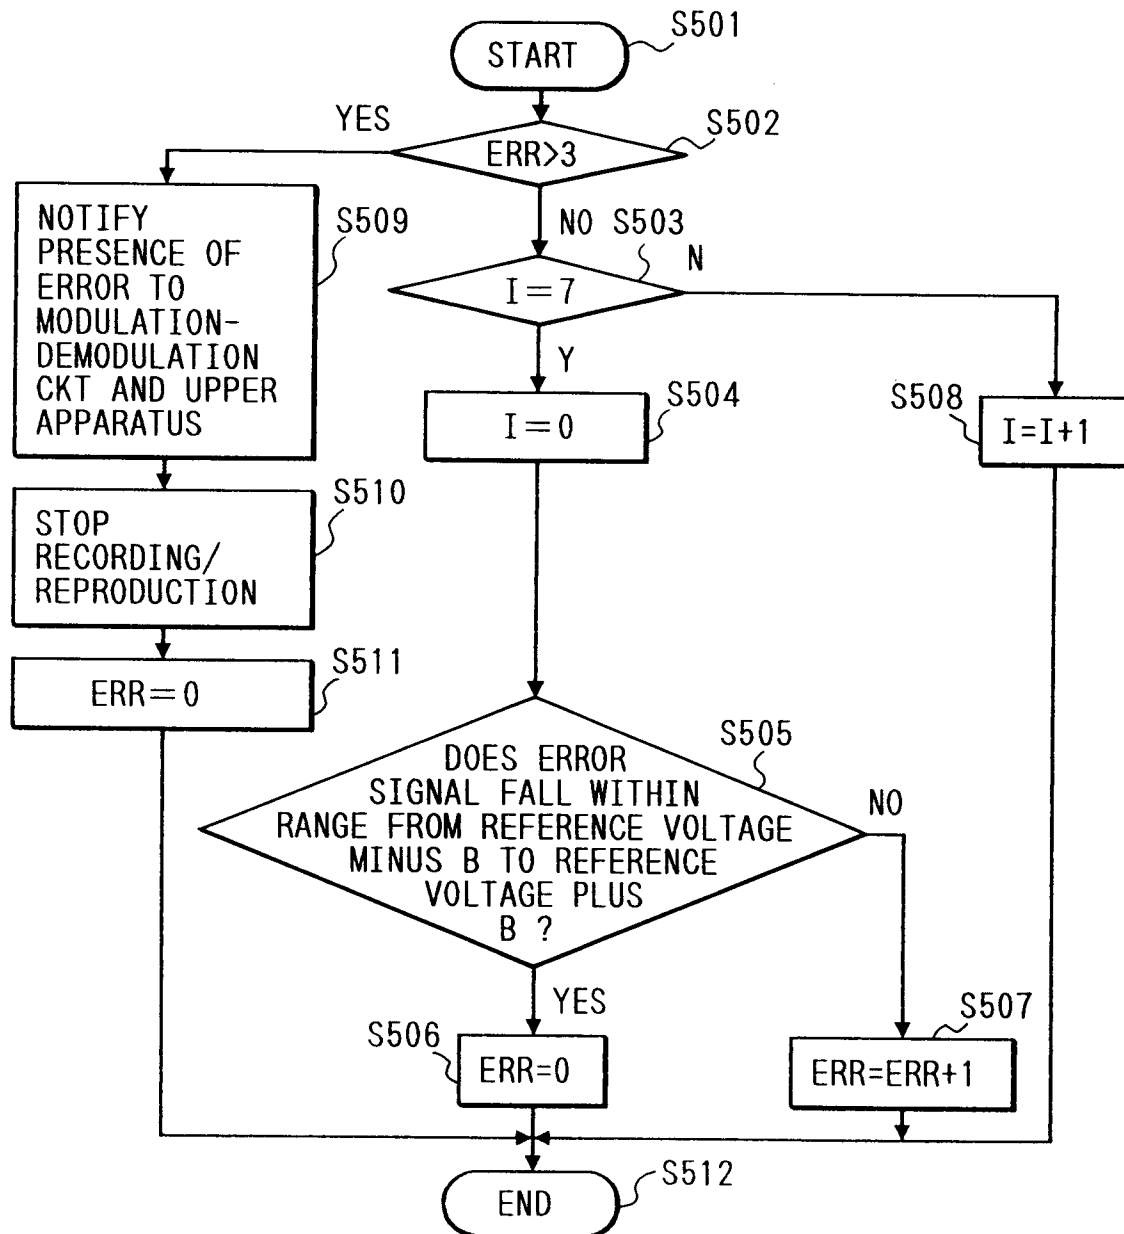 START
S501
YES
ERR>3
S502
NOTIFY
PRESENCE OF
ERROR TO
MODULATION-
DEMODULATION
CKT AND UPPER
APPARATUS
S509
NO
S503
I=7
N
Y
I=0
S504
S508
I=I+1
STOP
RECORDING/
REPRODUCTION
S510
ERR=0
S511
DOES ERROR
SIGNAL FALL WITHIN
RANGE FROM REFERENCE VOLTAGE
MINUS B TO REFERENCE
VOLTAGE PLUS
B ?
S505
NO
YES
S506
ERR=0
S507
ERR=ERR+1
END
S512